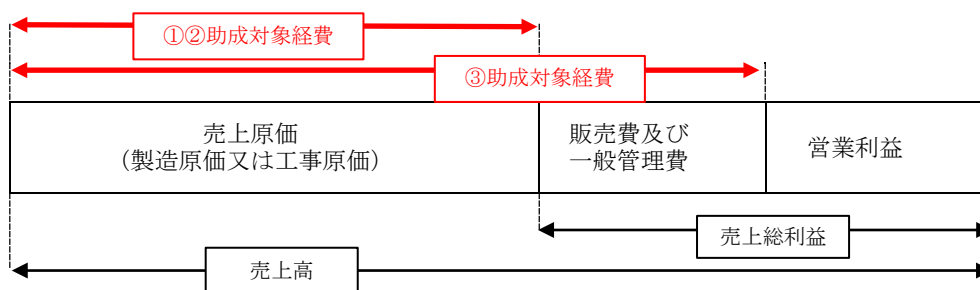 ①②助成対象経費
③助成対象経費
売上原価
（製造原価又は工事原価）
販売費及び
一般管理費
営業利益
売上総利益
売上高